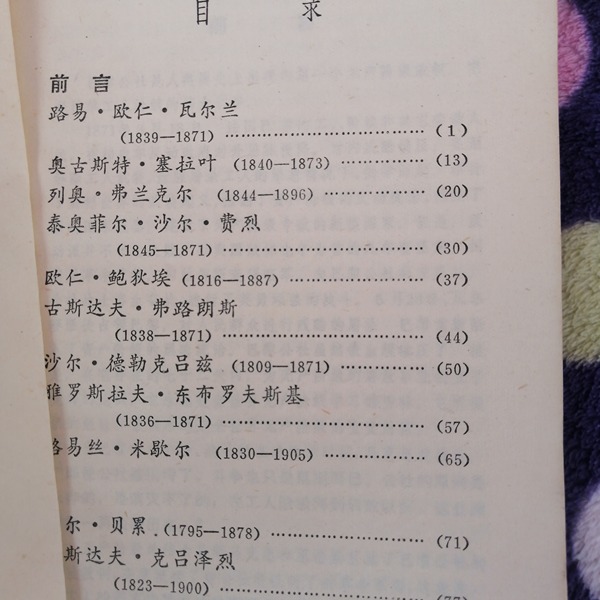 目 录
前 言
路易·欧仁·瓦尔兰
(1839—1871) …………………………… (1)
奥古斯特·塞拉叶 (1840—1873) ……………… (13)
列奥·弗兰克尔 (1844—1896) ………………… (20)
泰奥菲尔·沙尔·费烈
(1845—1871) …………………………… (30)
欧仁·鲍狄埃 (1816—1887) …………………… (37)
古斯达夫·弗路朗斯
(1838—1871) …………………………… (44)
沙尔·德勒克吕兹 (1809—1871) …………… (50)
雅罗斯拉夫·东布罗夫斯基
(1836—1871) …………………………… (57)
路易丝·米歇尔 (1830—1905) ……………… (65)
尔·贝累 (1795—1878) …………………… (71)
斯达夫·克吕泽烈
(1823—1900) …………………………… (77)